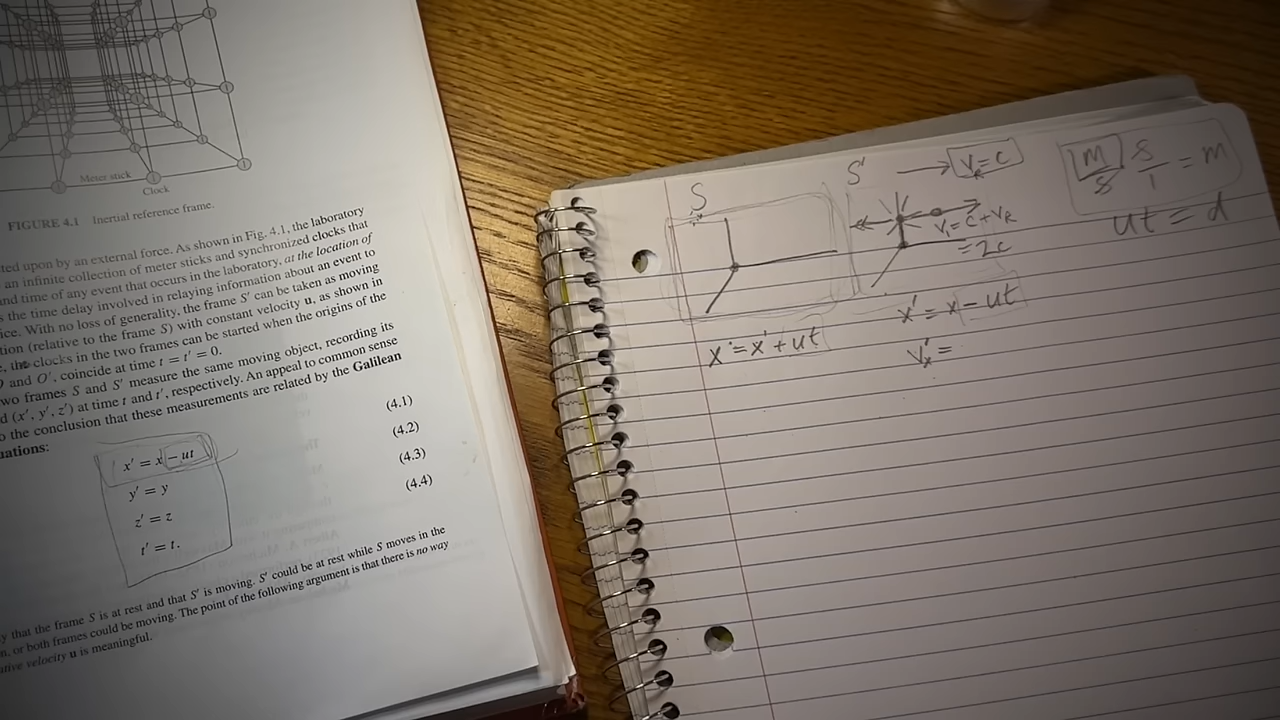 Meter stick
Clock
FIGURE 4.1 Inertial reference frame.
ted upon by an external force. As shown in Fig. 4.1, the laboratory
an infinite collection of meter sticks and synchronized clocks that
and time of any event that occurs in the laboratory, at the location of
s the time delay involved in relaying information about an event to
ice. With no loss of generality, the frame S′ can be taken as moving
tion (relative to the frame S) with constant velocity u, as shown in
e, the clocks in the two frames can be started when the origins of the
O and O′, coincide at time t = t′ = 0.
wo frames S and S′ measure the same moving object, recording its
d (x′, y′, z′) at time t and t′, respectively. An appeal to common sense
o the conclusion that these measurements are related by the Galilean
uations:
x′ = x − ut (4.1)
y′ = y (4.2)
z′ = z (4.3)
t′ = t. (4.4)
y that the frame S is at rest and that S′ is moving. S′ could be at rest while S moves in the
n, or both frames could be moving. The point of the following argument is that there is no way
ative velocity u is meaningful.
S
S′ → V_R = C
V_L = C + V_R
= 2C
m/s · s/1 = m
ut = d
x = x′ + ut
x′ = x − ut
V′_x =